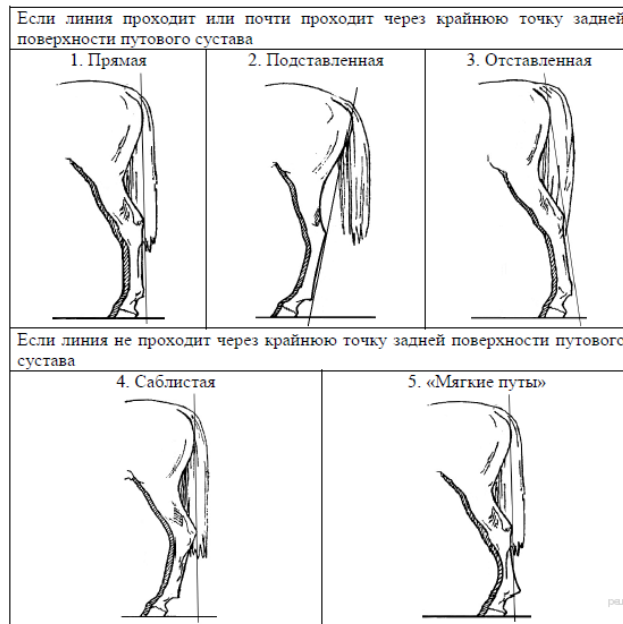 Если линия проходит или почти проходит через крайнюю точку задней
поверхности путового сустава
1. Прямая
2. Подставленная
3. Отставленная
Если линия не проходит через крайнюю точку задней поверхности путового
сустава
4. Саблистая
5. «Мягкие путы»